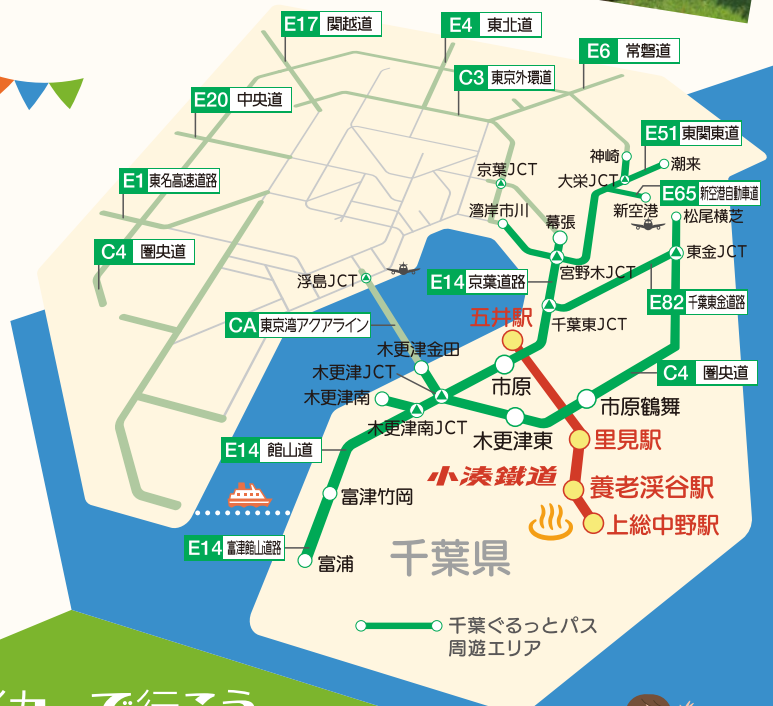 E17 関越道
E4 東北道
E6 常磐道
C3 東京外環道
E20 中央道
E51 東関東道
神崎
潮来
京葉JCT
大栄JCT
E1 東名高速道路
E65 新空港自動車道
湾岸市川
新空港
幕張
松尾横芝
C4 圏央道
東金JCT
宮野木JCT
浮島JCT
E14 京葉道路
E82 千葉東金道路
五井駅
千葉東JCT
CA 東京湾アクアライン
木更津金田
木更津JCT
市原
C4 圏央道
木更津南
市原鶴舞
木更津南JCT
木更津東
里見駅
E14 館山道
小湊鐵道
養老渓谷駅
富津竹岡
上総中野駅
E14 富津館山道路
富浦
千葉県
千葉ぐるっとパス
周遊エリア
で行こう